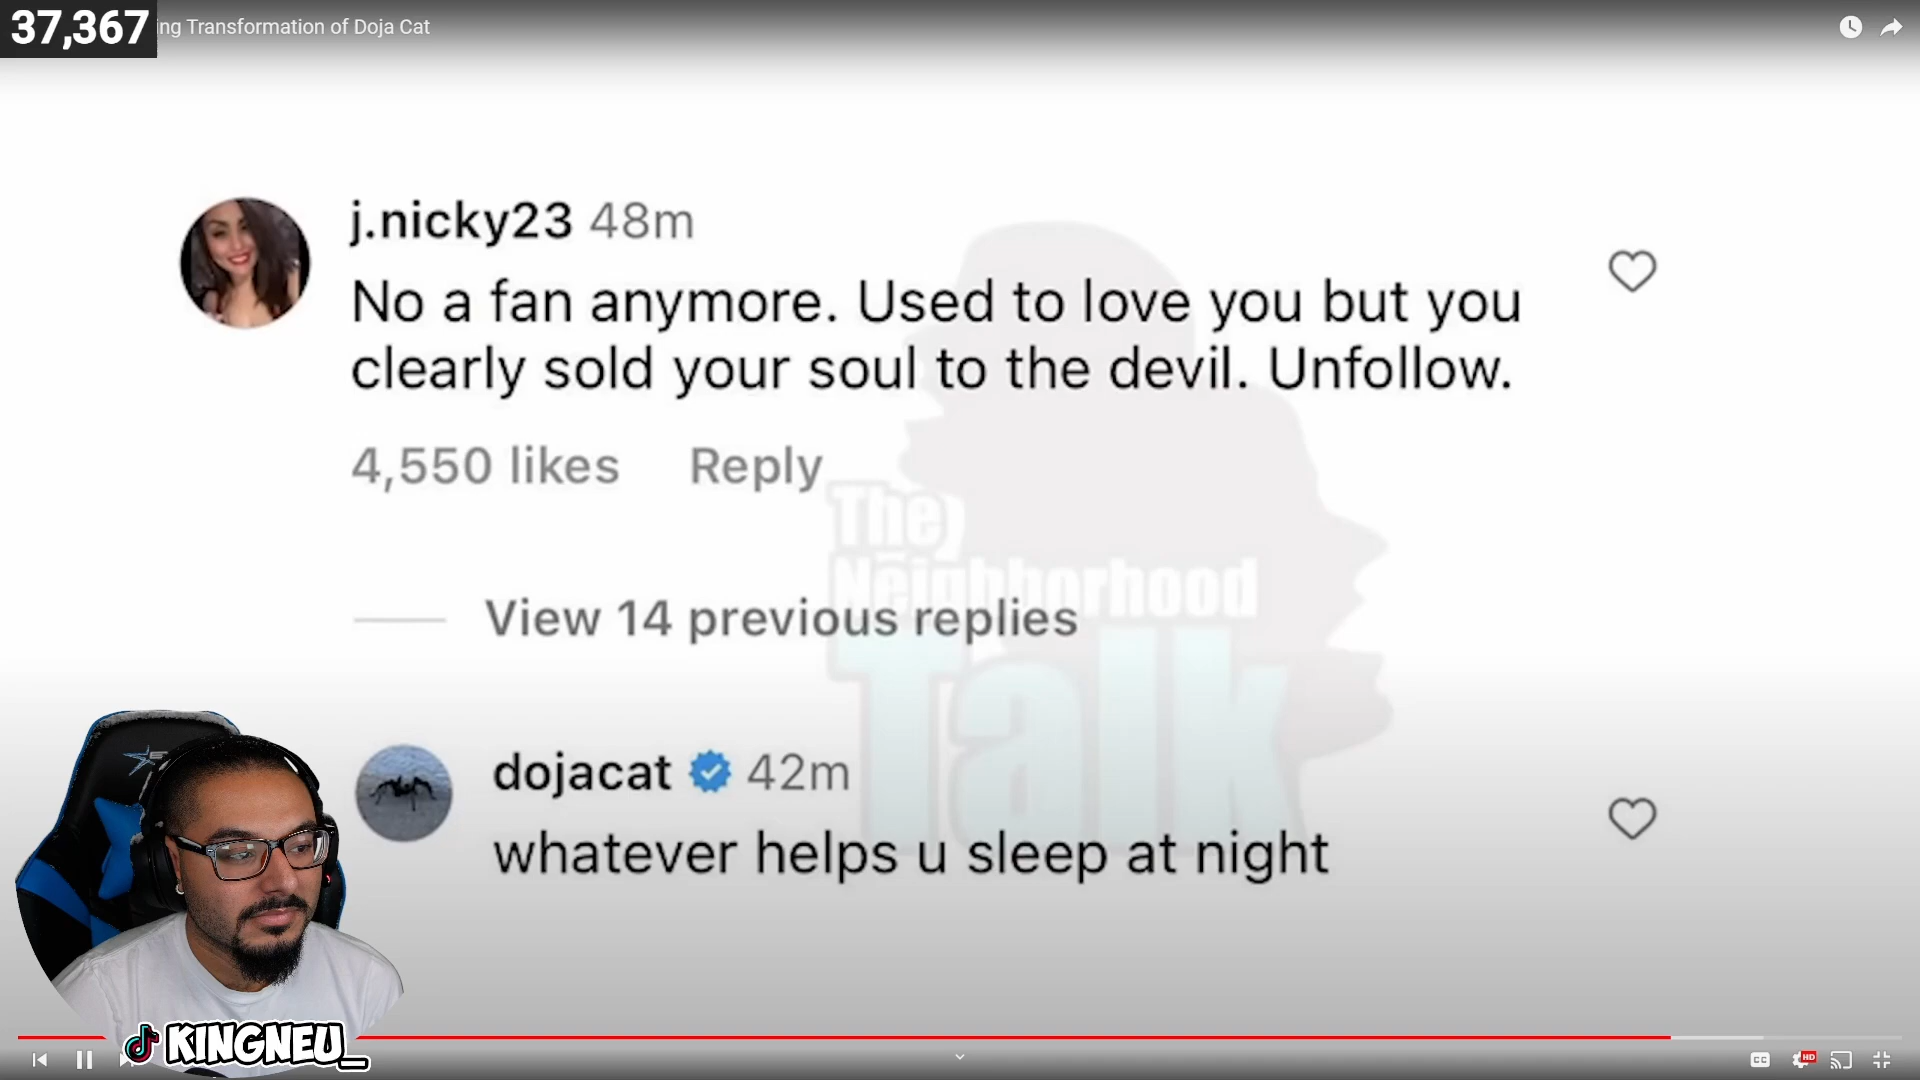 37,367
ing Transformation of Doja Cat
j.nicky23 48m
No a fan anymore. Used to love you but you
clearly sold your soul to the devil. Unfollow.
4,550 likes Reply
The
Neighborhood
Talk
View 14 previous replies
dojacat 42m
whatever helps u sleep at night
KINGNEU_
CC
HD